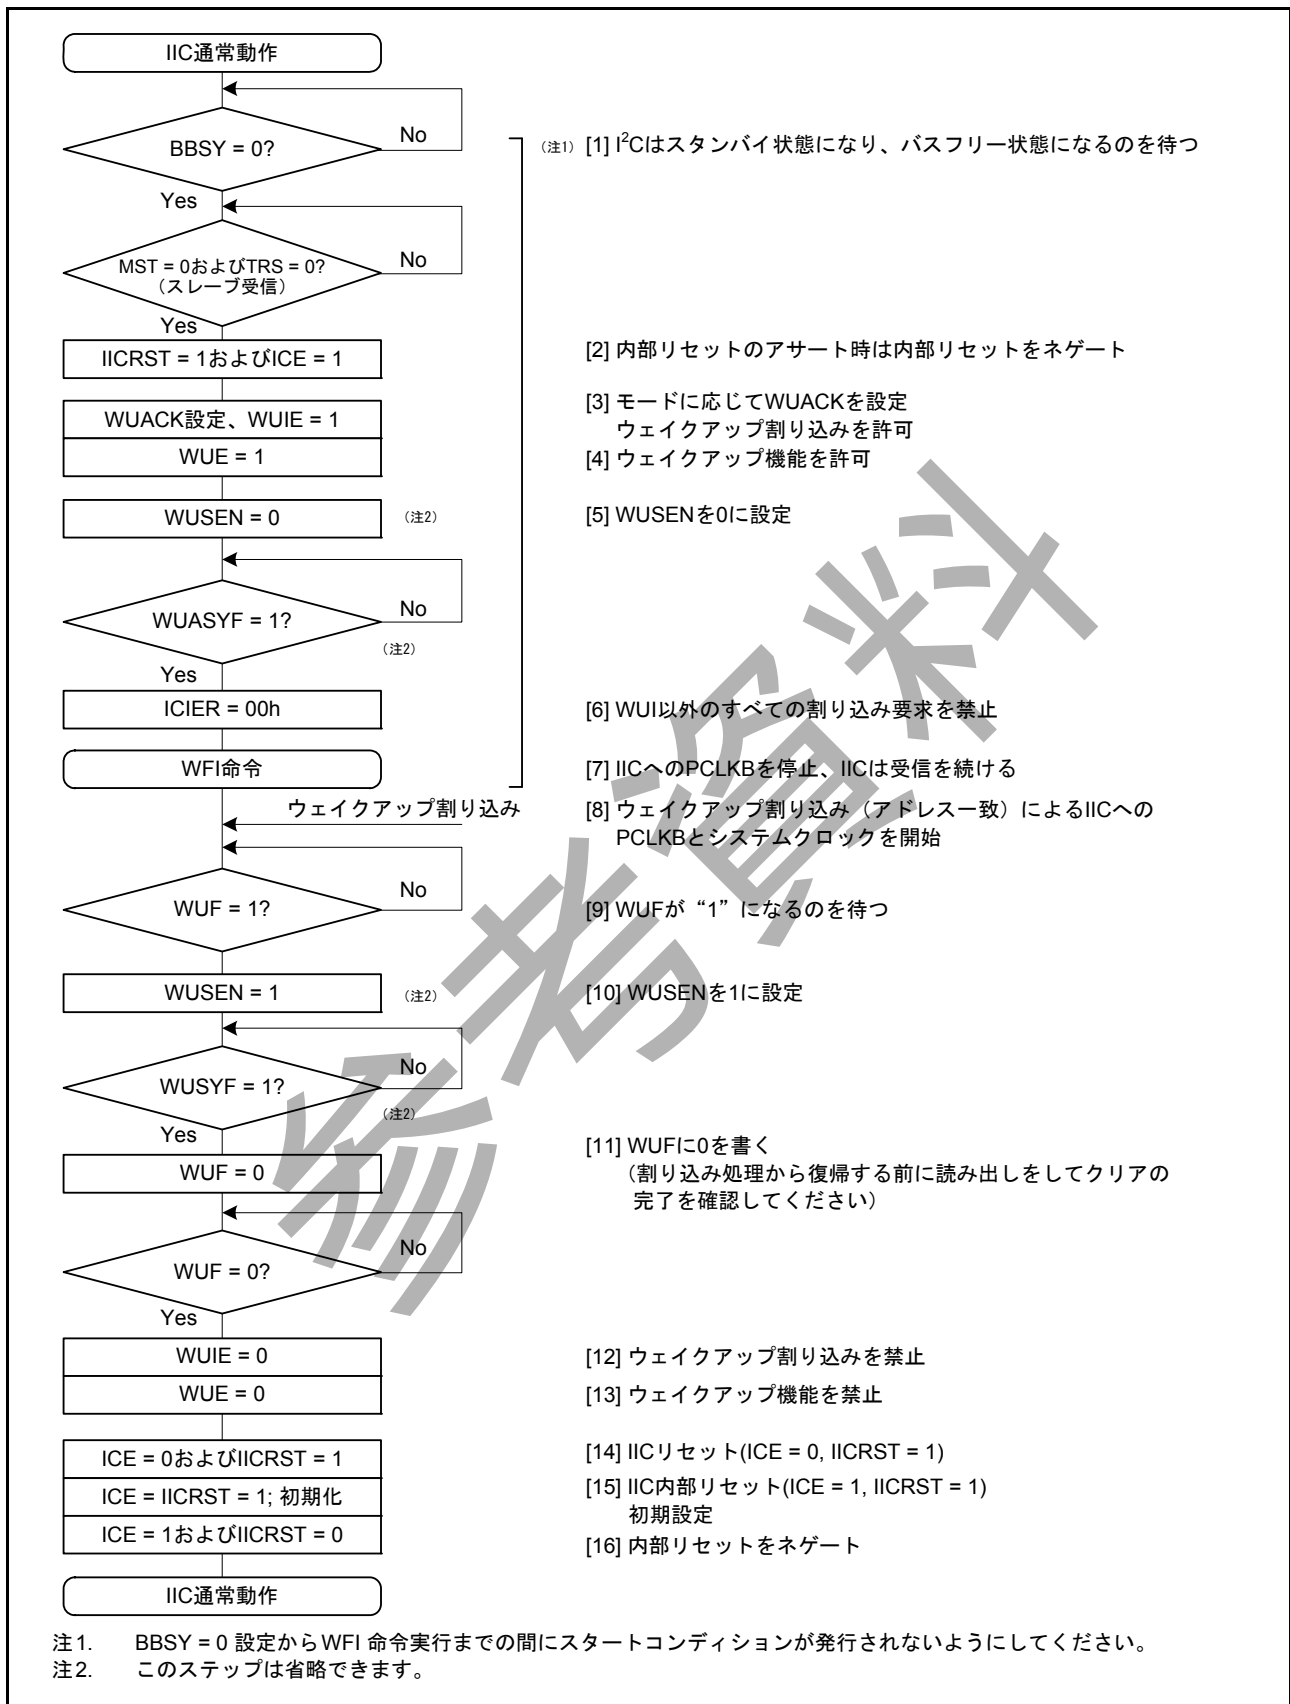 IIC通常動作
BBSY = 0?
No
（注1） [1] I²Cはスタンバイ状態になり、バスフリー状態になるのを待つ
Yes
MST = 0およびTRS = 0?
（スレーブ受信）
No
Yes
IICRST = 1およびICE = 1
[2] 内部リセットのアサート時は内部リセットをネゲート
WUACK設定、WUIE = 1
[3] モードに応じてWUACKを設定
ウェイクアップ割り込みを許可
WUE = 1
[4] ウェイクアップ機能を許可
WUSEN = 0
（注2）
[5] WUSENを0に設定
WUASYF = 1?
No
（注2）
Yes
ICIER = 00h
[6] WUI以外のすべての割り込み要求を禁止
WFI命令
[7] IICへのPCLKBを停止、IICは受信を続ける
ウェイクアップ割り込み
[8] ウェイクアップ割り込み（アドレス一致）によるIICへの
PCLKBとシステムクロックを開始
WUF = 1?
No
[9] WUFが“1”になるのを待つ
WUSEN = 1
（注2）
[10] WUSENを1に設定
WUSYF = 1?
No
（注2）
Yes
WUF = 0
[11] WUFに0を書く
（割り込み処理から復帰する前に読み出しをしてクリアの
完了を確認してください）
WUF = 0?
No
Yes
WUIE = 0
[12] ウェイクアップ割り込みを禁止
WUE = 0
[13] ウェイクアップ機能を禁止
ICE = 0およびIICRST = 1
[14] IICリセット(ICE = 0, IICRST = 1)
ICE = IICRST = 1; 初期化
[15] IIC内部リセット(ICE = 1, IICRST = 1)
初期設定
ICE = 1およびIICRST = 0
[16] 内部リセットをネゲート
IIC通常動作
注1. BBSY = 0 設定からWFI 命令実行までの間にスタートコンディションが発行されないようにしてください。
注2. このステップは省略できます。
参考資料